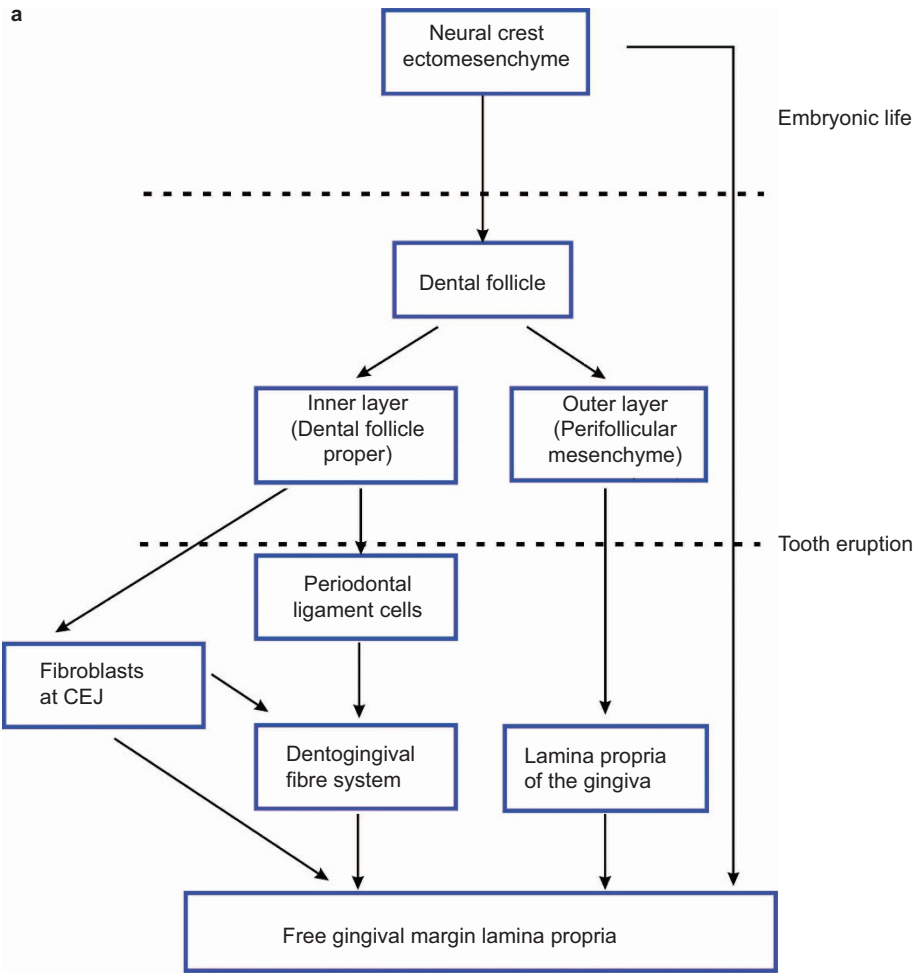 a
Neural crest
ectomesenchyme
Embryonic life
Dental follicle
Inner layer
(Dental follicle
proper)
Outer layer
(Perifollicular
mesenchyme)
Tooth eruption
Periodontal
ligament cells
Fibroblasts
at CEJ
Dentogingival
fibre system
Lamina propria
of the gingiva
Free gingival margin lamina propria